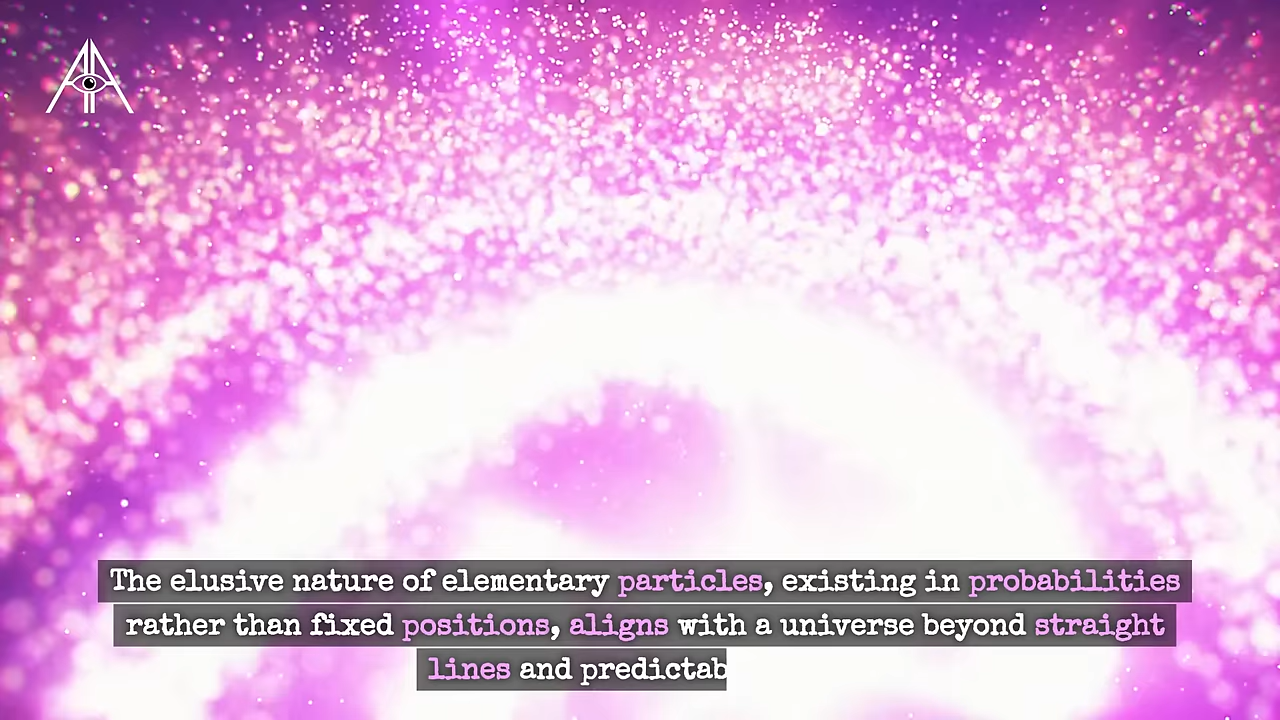 The elusive nature of elementary particles, existing in probabilities
rather than fixed positions, aligns with a universe beyond straight
lines and predictab